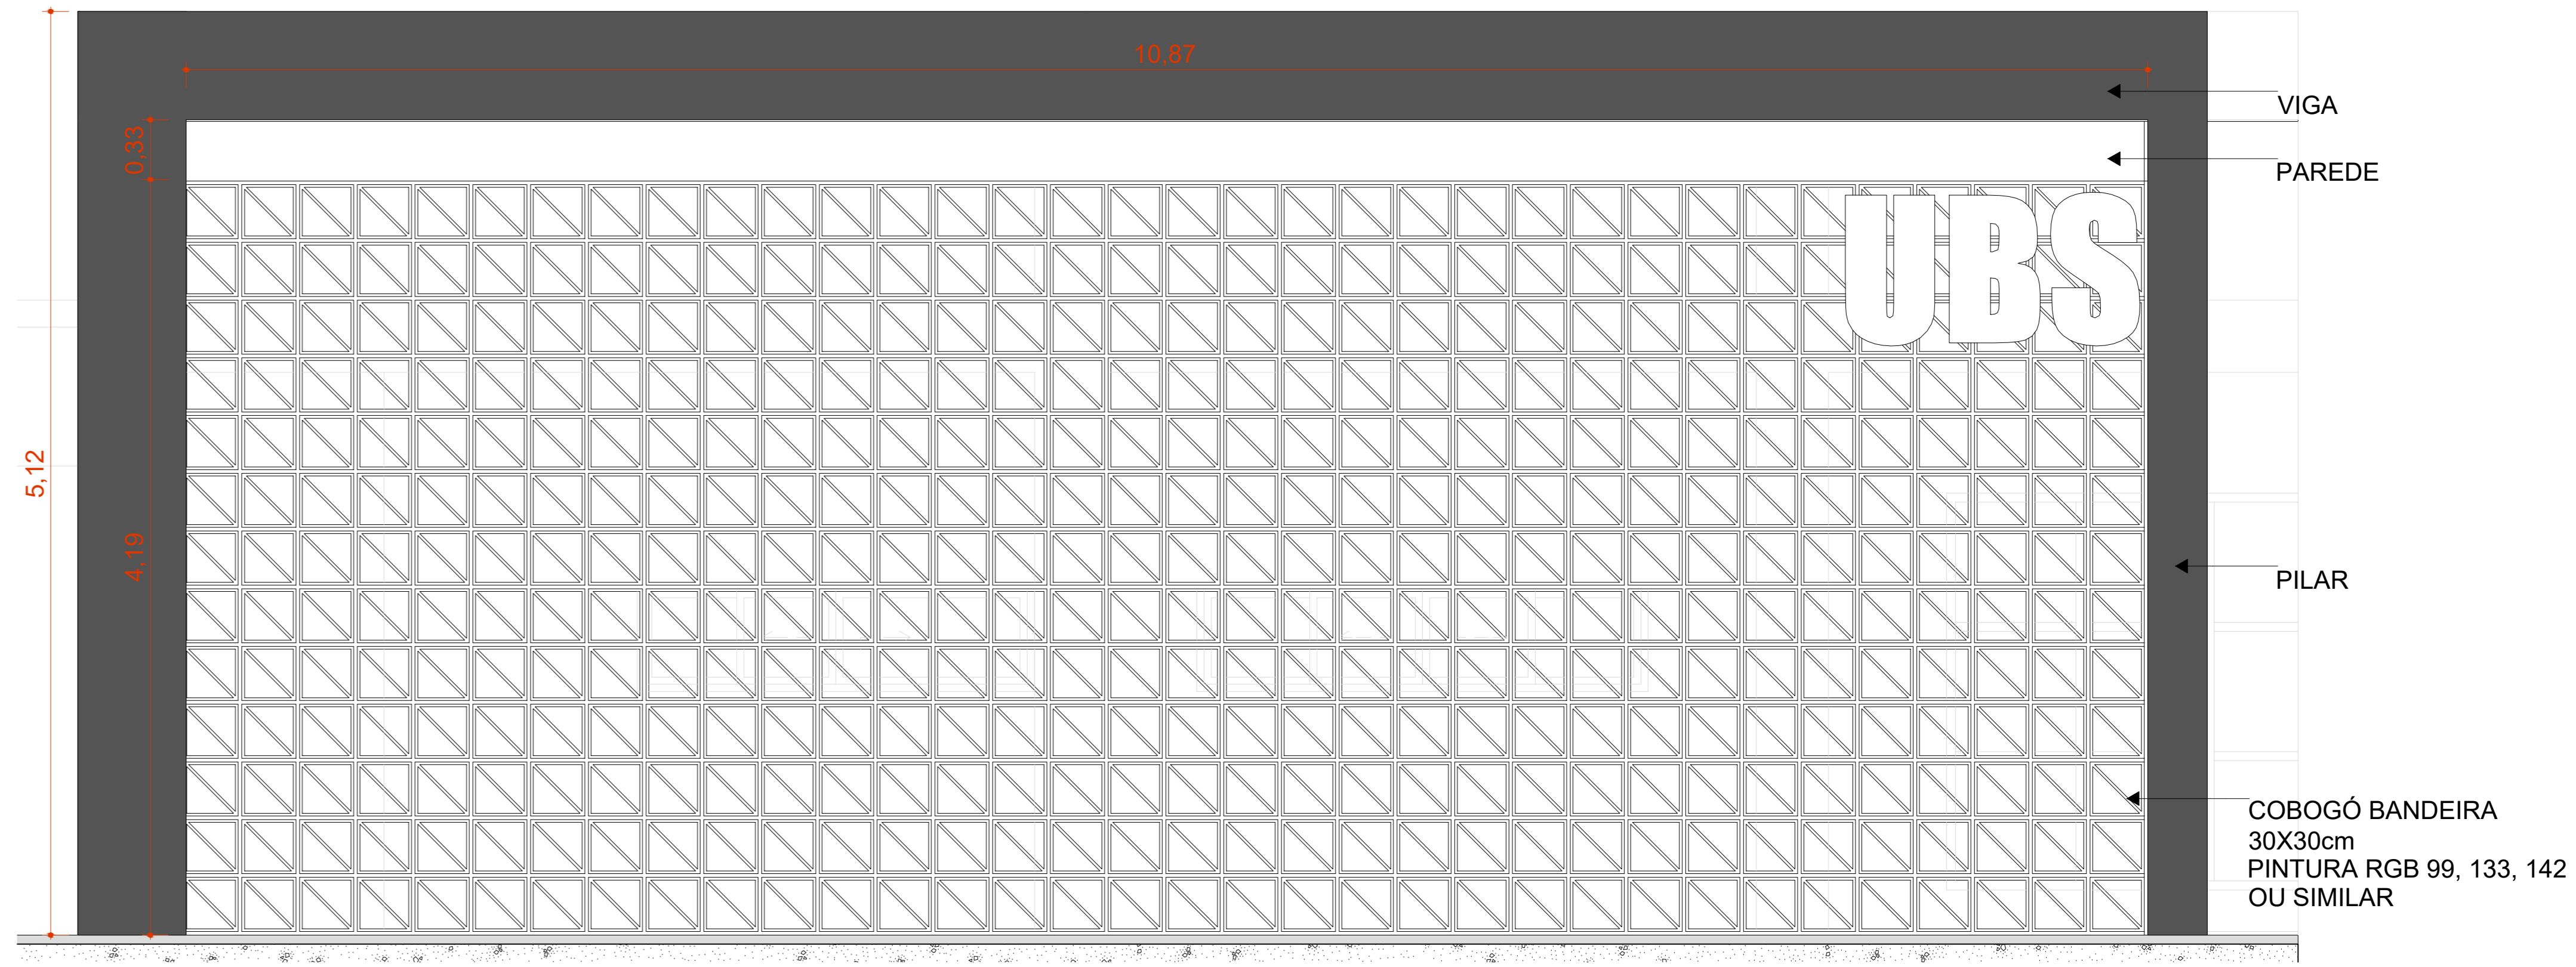 10,87
VIGA
0,33
PAREDE
UBS
5,12
4,19
PILAR
COBOGÓ BANDEIRA
30X30cm
PINTURA RGB 99, 133, 142
OU SIMILAR